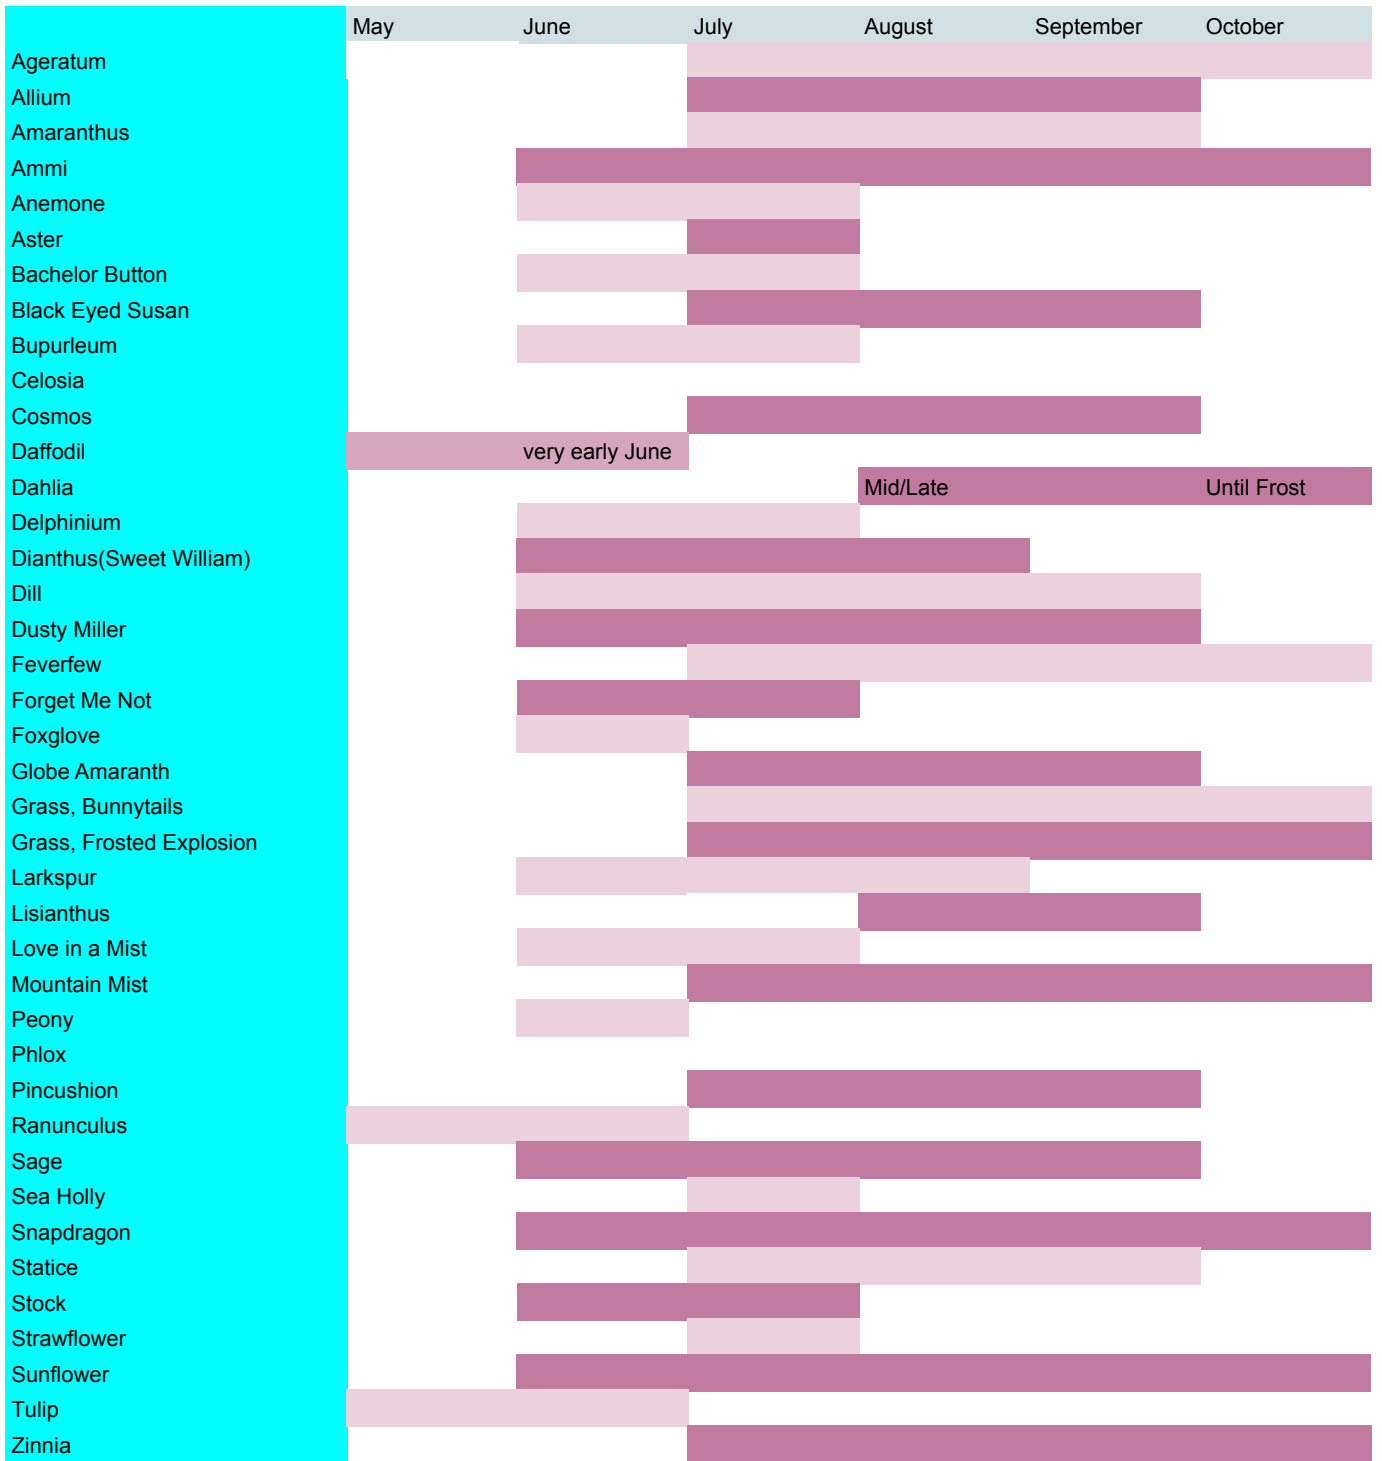 May June July August September October
Ageratum
Allium
Amaranthus
Ammi
Anemone
Aster
Bachelor Button
Black Eyed Susan
Bupurleum
Celosia
Cosmos
Daffodil very early June
Dahlia Mid/Late Until Frost
Delphinium
Dianthus(Sweet William)
Dill
Dusty Miller
Feverfew
Forget Me Not
Foxglove
Globe Amaranth
Grass, Bunnytails
Grass, Frosted Explosion
Larkspur
Lisianthus
Love in a Mist
Mountain Mist
Peony
Phlox
Pincushion
Ranunculus
Sage
Sea Holly
Snapdragon
Statice
Stock
Strawflower
Sunflower
Tulip
Zinnia